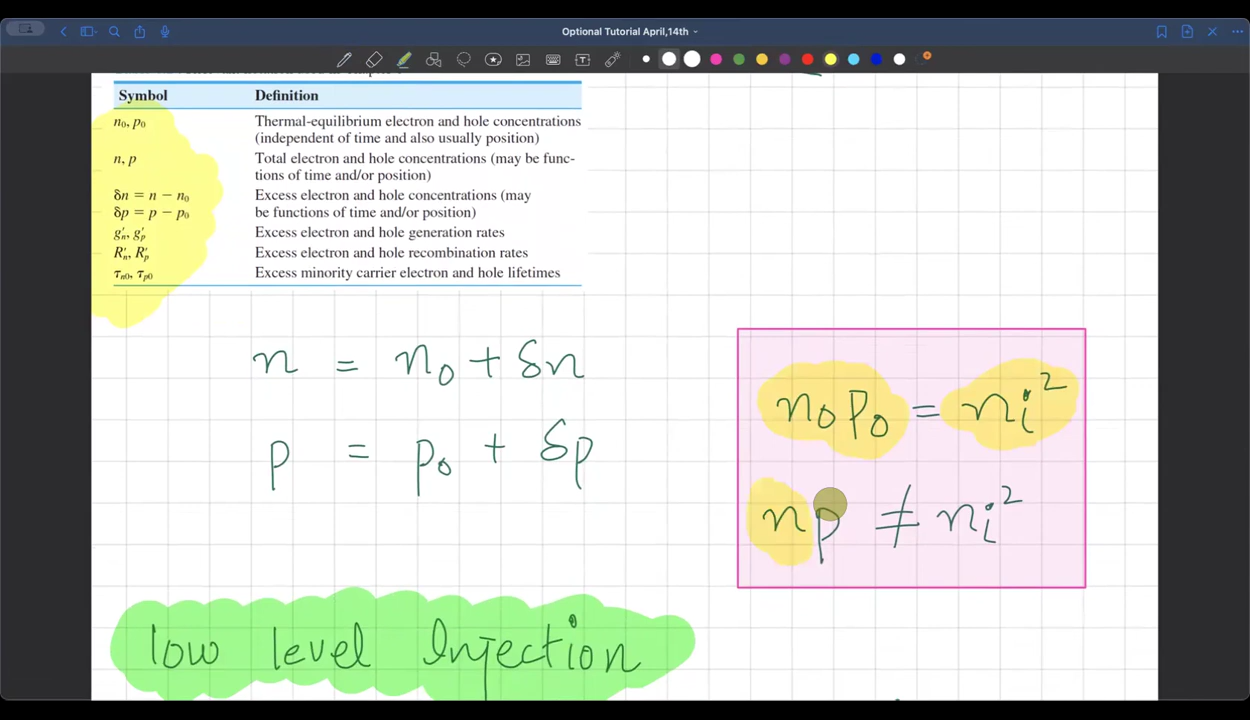 Optional Tutorial April,14th
Symbol Definition
n₀, p₀ Thermal-equilibrium electron and hole concentrations
(independent of time and also usually position)
n, p Total electron and hole concentrations (may be func-
tions of time and/or position)
δn = n − n₀ Excess electron and hole concentrations (may
δp = p − p₀ be functions of time and/or position)
g′ₙ, g′ₚ Excess electron and hole generation rates
R′ₙ, R′ₚ Excess electron and hole recombination rates
τₙ₀, τₚ₀ Excess minority carrier electron and hole lifetimes
n = n₀ + δn
p = p₀ + δp
n₀p₀ = nᵢ²
np ≠ nᵢ²
low level Injection